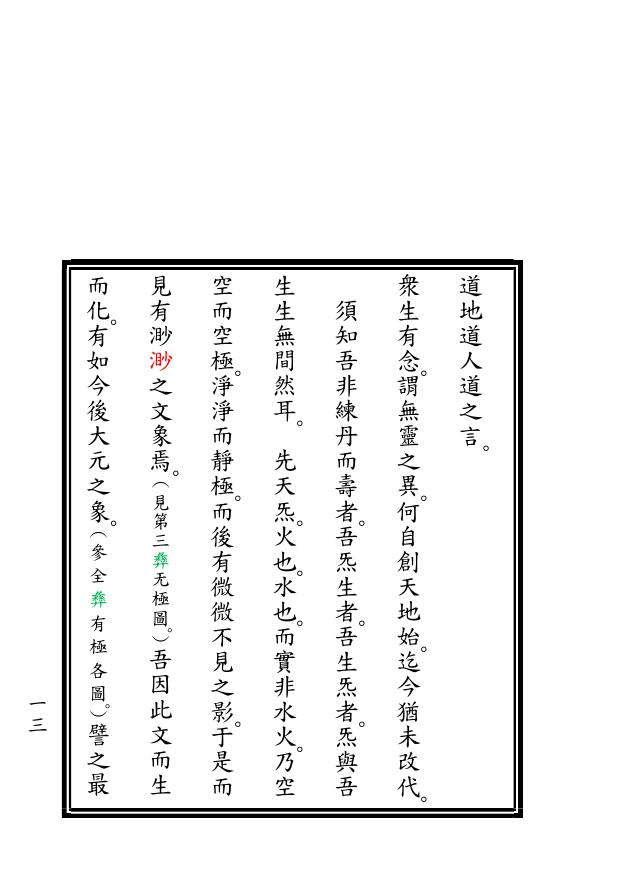 道地道人道之言。
衆生有念。謂無靈之異。何自創天地始。迄今猶未改代。
須知吾非練丹而壽者。吾炁生者。吾生炁者。炁與吾
生生無間然耳。　先天炁。火也。水也。而實非水火。乃空
空而空極。淨淨而靜極。而後有微微不見之影。于是而
見有渺渺之文象焉。（見第三彝无極圖。）吾因此文而生
而化。有如今後大元之象。（參全彝有極各圖。）譬之最
一三